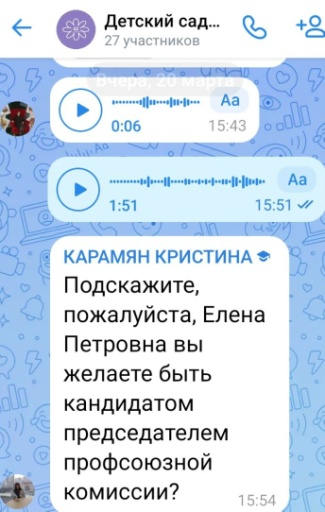 Детский сад...
27 участников
Вчера, 20 марта
Aa
0:06
15:43
Aa
1:51
15:51
КАРАМЯН КРИСТИНА
Подскажите,
пожалуйста, Елена
Петровна вы
желаете быть
кандидатом
председателем
профсоюзной
комиссии?
15:54